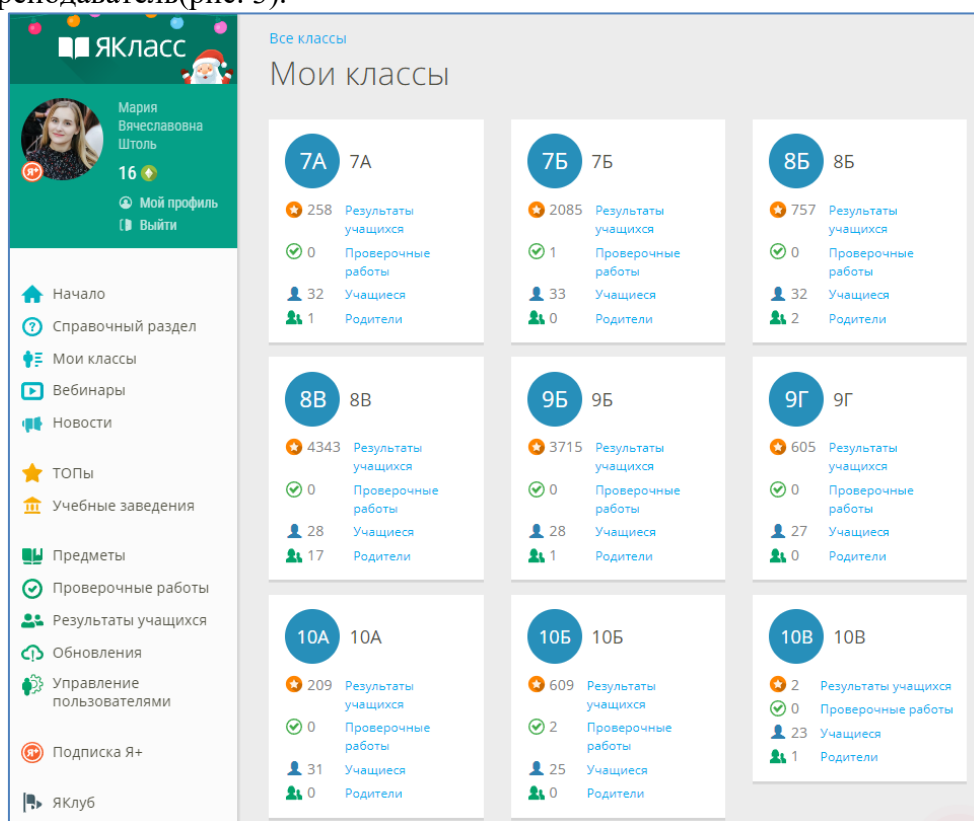 преподаватель(рис. 3).
ЯКласс
Мария
Вячеславовна
Штоль
16
Мой профиль
Выйти
Начало
Справочный раздел
Мои классы
Вебинары
Новости
ТОПы
Учебные заведения
Предметы
Проверочные работы
Результаты учащихся
Обновления
Управление
пользователями
Подписка Я+
ЯКлуб
Все классы
Мои классы
7А 7А
258 Результаты
учащихся
0 Проверочные
работы
32 Учащиеся
1 Родители
7Б 7Б
2085 Результаты
учащихся
1 Проверочные
работы
33 Учащиеся
0 Родители
8Б 8Б
757 Результаты
учащихся
0 Проверочные
работы
32 Учащиеся
2 Родители
8В 8В
4343 Результаты
учащихся
0 Проверочные
работы
28 Учащиеся
17 Родители
9Б 9Б
3715 Результаты
учащихся
0 Проверочные
работы
28 Учащиеся
1 Родители
9Г 9Г
605 Результаты
учащихся
0 Проверочные
работы
27 Учащиеся
0 Родители
10А 10А
209 Результаты
учащихся
0 Проверочные
работы
31 Учащиеся
0 Родители
10Б 10Б
609 Результаты
учащихся
2 Проверочные
работы
25 Учащиеся
0 Родители
10В 10В
2 Результаты учащихся
0 Проверочные работы
23 Учащиеся
1 Родители